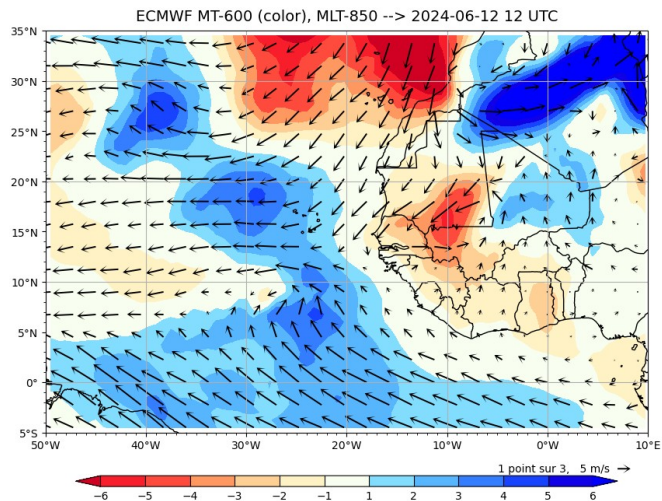 ECMWF MT-600 (color), MLT-850 --> 2024-06-12 12 UTC
35°N
30°N
25°N
20°N
15°N
10°N
5°N
0°
5°S
50°W 40°W 30°W 20°W 10°W 0°W 10°E
1 point sur 3, 5 m/s
−6 −4 −3 −2 −1 1 2 3 4 5 6